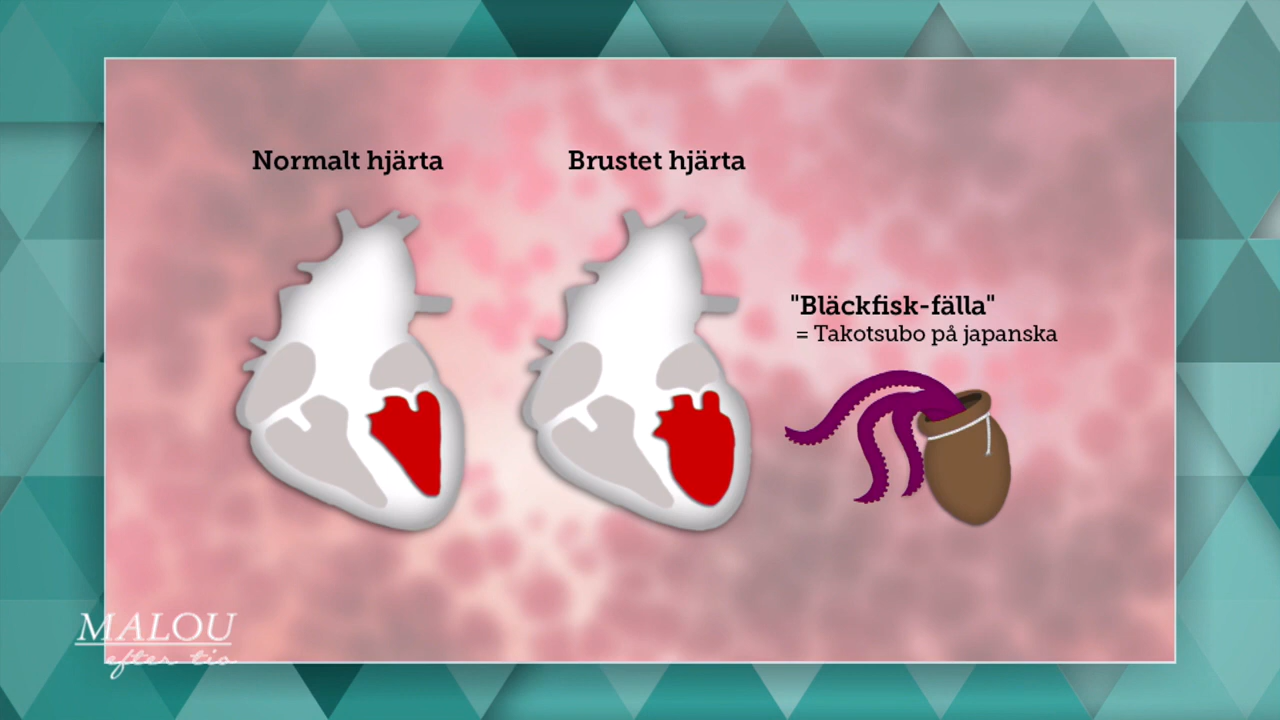 Normalt hjärta
Brustet hjärta
"Bläckfisk-fälla"
= Takotsubo på japanska
MALOU
efter tio